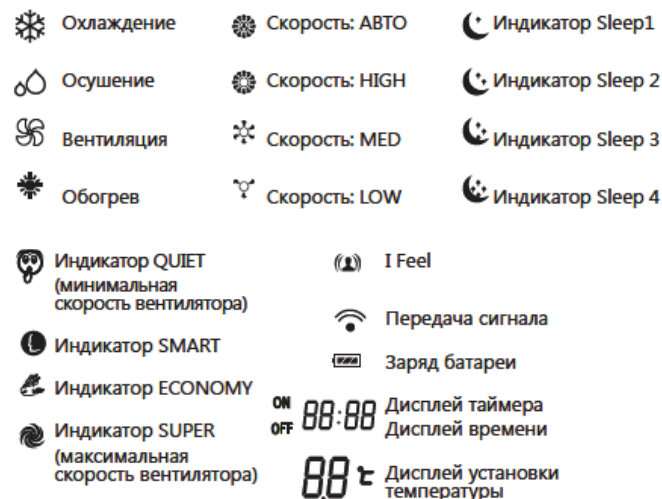 Охлаждение
Скорость: АВТО
Индикатор Sleep1
Осушение
Скорость: HIGH
Индикатор Sleep 2
Вентиляция
Скорость: MED
Индикатор Sleep 3
Обогрев
Скорость: LOW
Индикатор Sleep 4
Индикатор QUIET
(минимальная
скорость вентилятора)
Индикатор SMART
Индикатор ECONOMY
Индикатор SUPER
(максимальная
скорость вентилятора)
I Feel
Передача сигнала
Заряд батареи
ON
OFF
88:88
Дисплей таймера
Дисплей времени
88 ℃
Дисплей установки
температуры